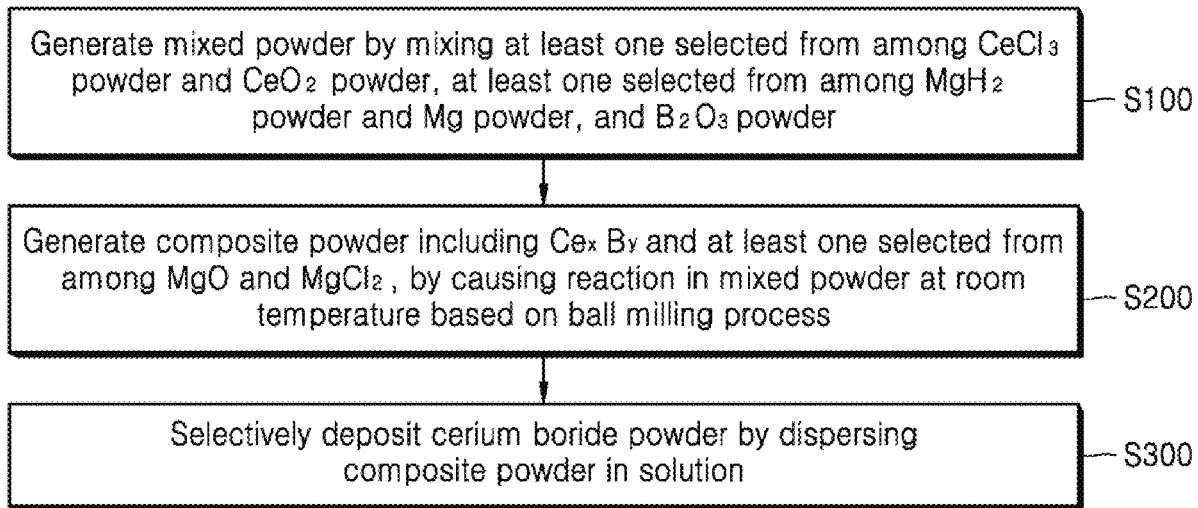 Generate mixed powder by mixing at least one selected from among CeCl₃
powder and CeO₂ powder, at least one selected from among MgH₂
powder and Mg powder, and B₂O₃ powder
S100
Generate composite powder including Ceₓ Bᵧ and at least one selected from
among MgO and MgCl₂, by causing reaction in mixed powder at room
temperature based on ball milling process
S200
Selectively deposit cerium boride powder by dispersing
composite powder in solution
S300